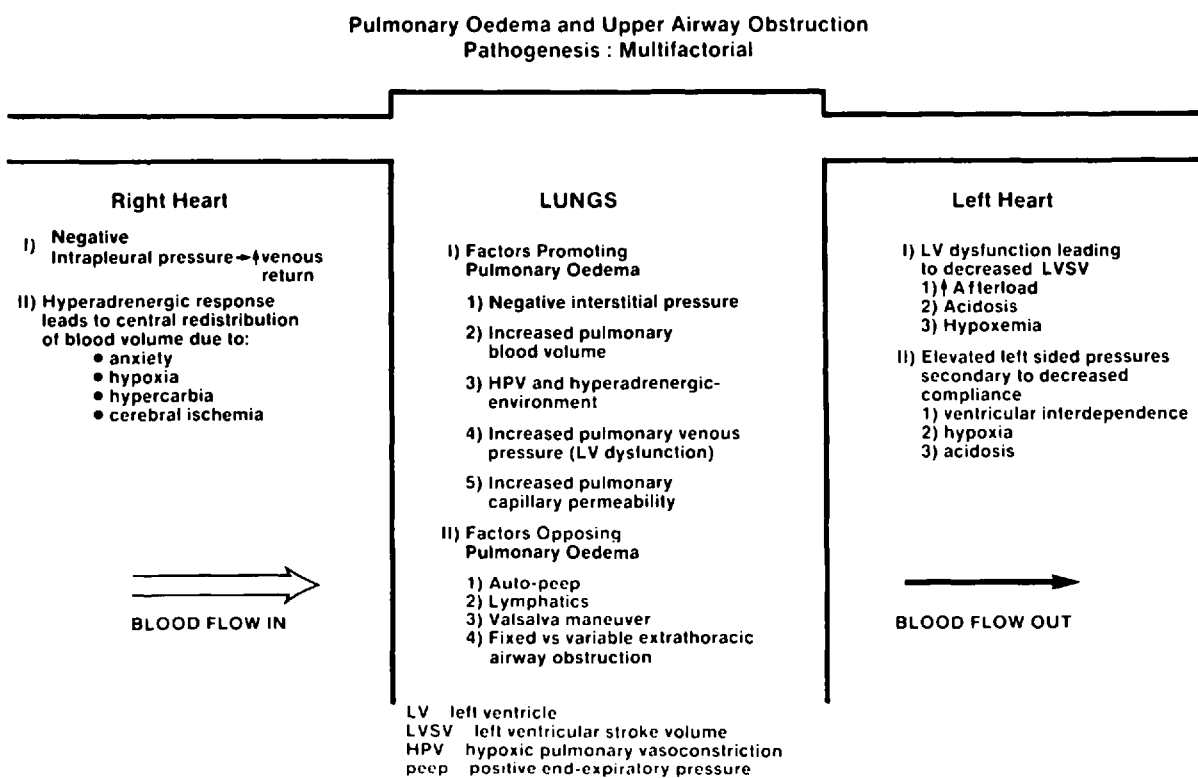 Pulmonary Oedema and Upper Airway Obstruction
Pathogenesis : Multifactorial
Right Heart
I) Negative
Intrapleural pressure → ↑ venous
return
II) Hyperadrenergic response
leads to central redistribution
of blood volume due to:
● anxiety
● hypoxia
● hypercarbia
● cerebral ischemia
BLOOD FLOW IN
LUNGS
I) Factors Promoting
Pulmonary Oedema
1) Negative interstitial pressure
2) Increased pulmonary
blood volume
3) HPV and hyperadrenergic-
environment
4) Increased pulmonary venous
pressure (LV dysfunction)
5) Increased pulmonary
capillary permeability
II) Factors Opposing
Pulmonary Oedema
1) Auto-peep
2) Lymphatics
3) Valsalva maneuver
4) Fixed vs variable extrathoracic
airway obstruction
Left Heart
I) LV dysfunction leading
to decreased LVSV
1) ↑ Afterload
2) Acidosis
3) Hypoxemia
II) Elevated left sided pressures
secondary to decreased
compliance
1) ventricular interdependence
2) hypoxia
3) acidosis
BLOOD FLOW OUT
LV left ventricle
LVSV left ventricular stroke volume
HPV hypoxic pulmonary vasoconstriction
peep positive end-expiratory pressure